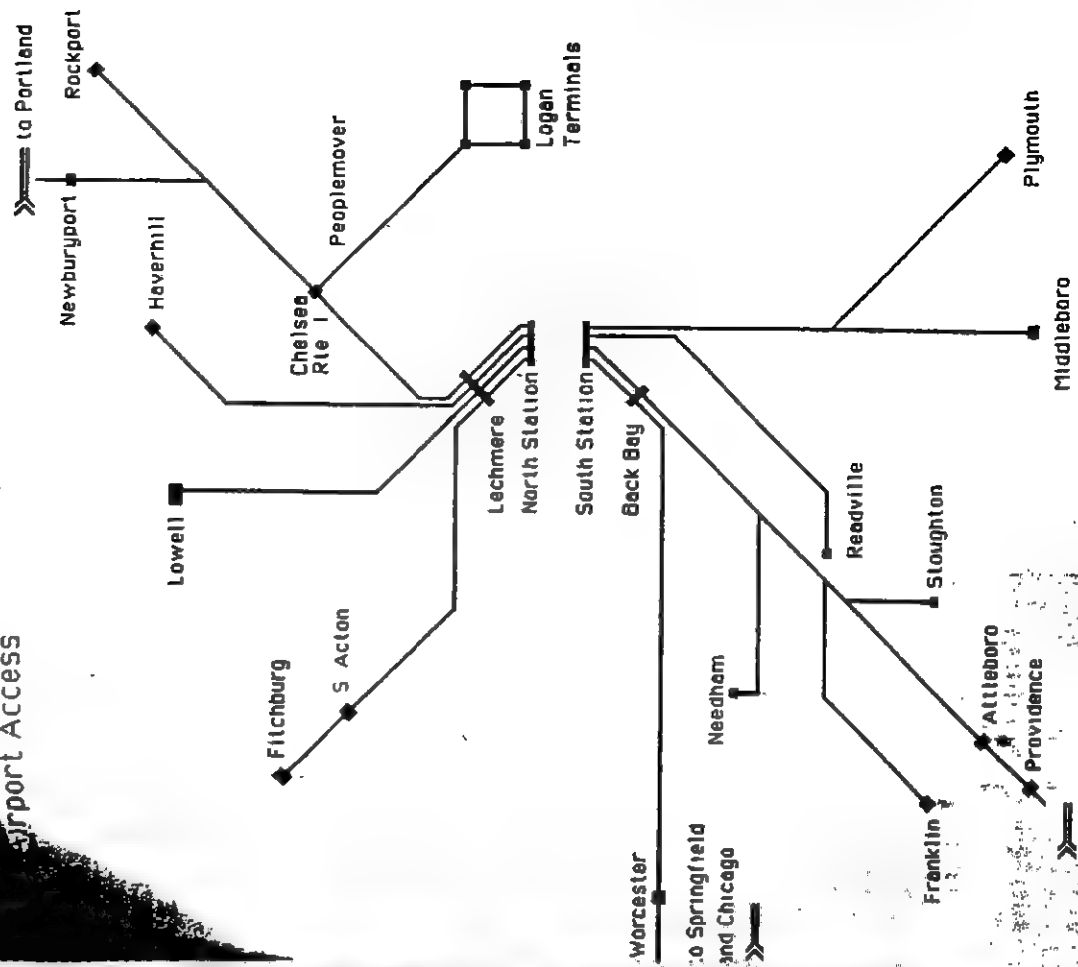 irport Access
to Portland
Rockport
Newburyport
Haverhill
Peoplemover
Chelsea
Rte 1
Logan
Terminals
Lowell
Lechmere
North Station
South Station
Back Bay
Fitchburg
S Acton
Plymouth
Middleboro
Readville
Stoughton
Needham
Attleboro
Providence
Franklin
Worcester
to Springfield
and Chicago